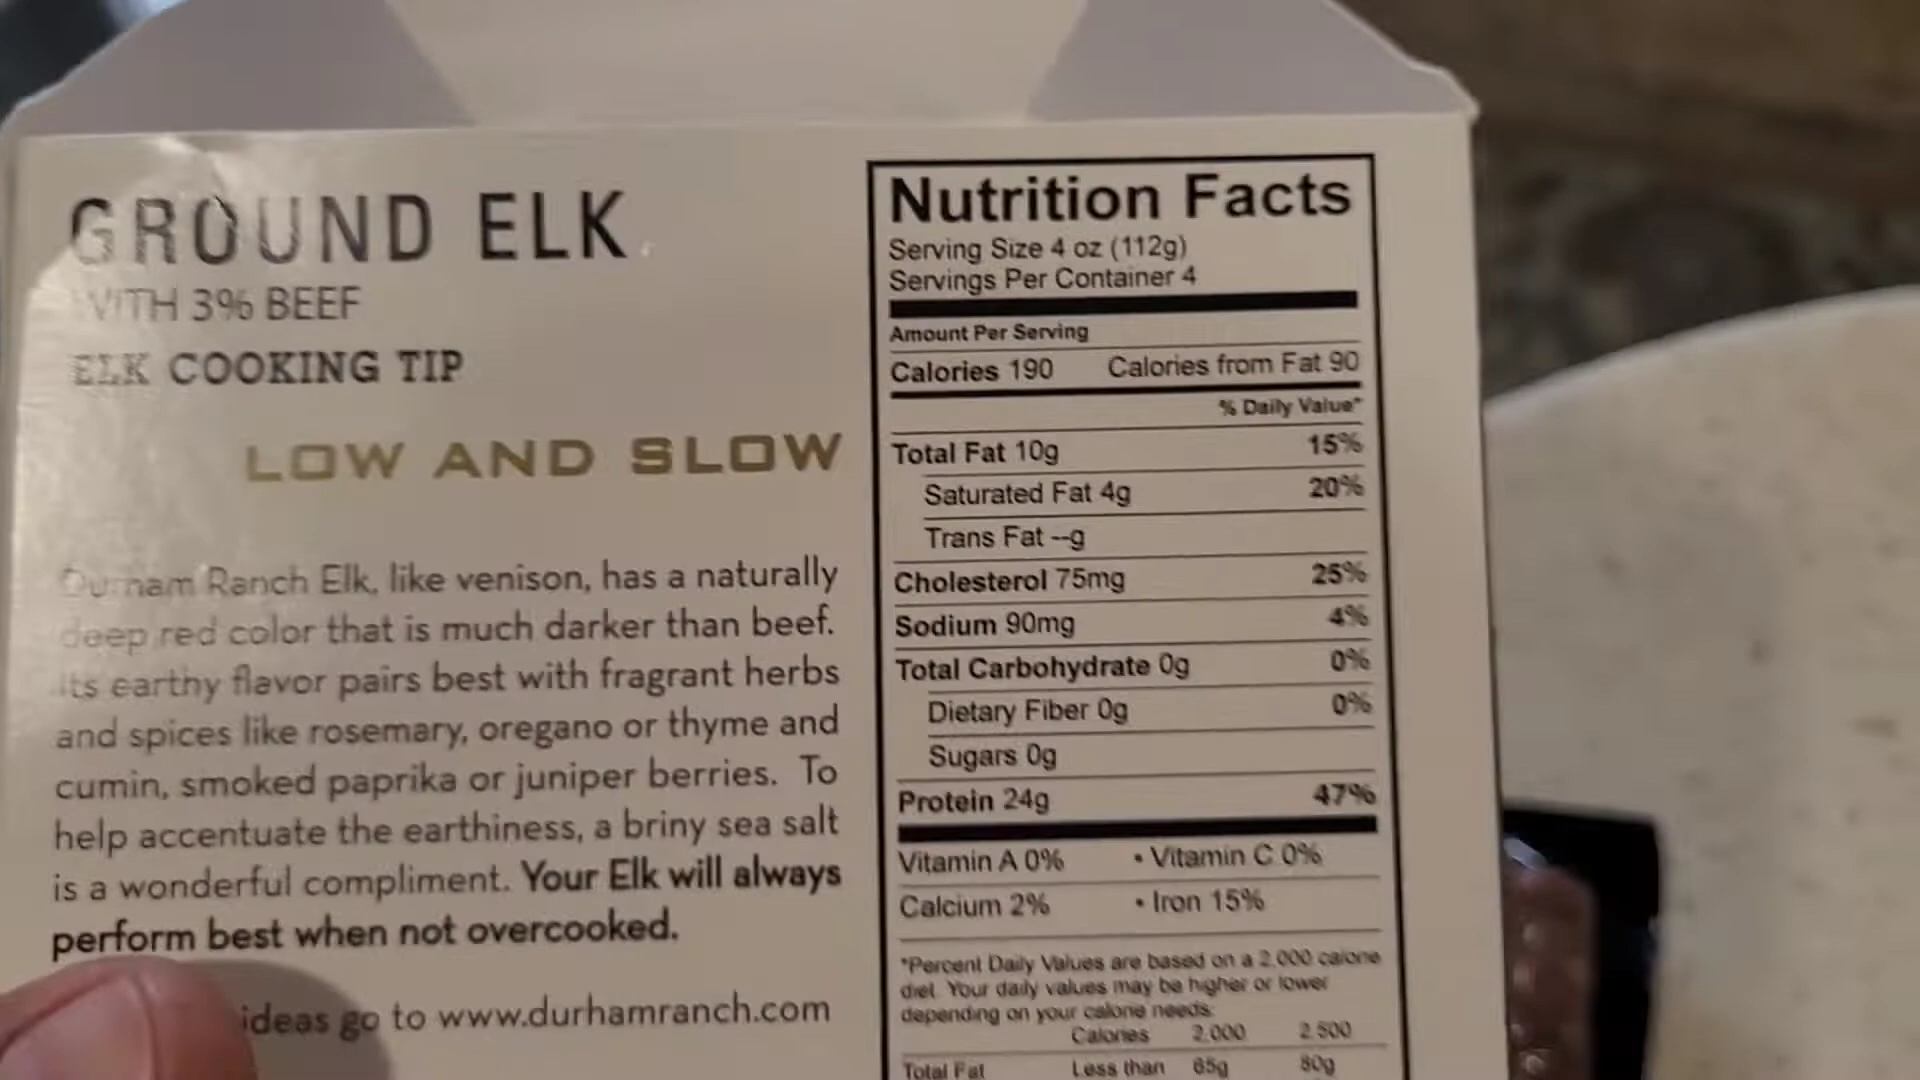 GROUND ELK
WITH 3% BEEF
ELK COOKING TIP
LOW AND SLOW
Durham Ranch Elk, like venison, has a naturally
deep red color that is much darker than beef.
Its earthy flavor pairs best with fragrant herbs
and spices like rosemary, oregano or thyme and
cumin, smoked paprika or juniper berries. To
help accentuate the earthiness, a briny sea salt
is a wonderful compliment. Your Elk will always
perform best when not overcooked.
ideas go to www.durhamranch.com
Nutrition Facts
Serving Size 4 oz (112g)
Servings Per Container 4
Amount Per Serving
Calories 190 Calories from Fat 90
% Daily Value*
Total Fat 10g 15%
Saturated Fat 4g 20%
Trans Fat --g
Cholesterol 75mg 25%
Sodium 90mg 4%
Total Carbohydrate 0g 0%
Dietary Fiber 0g 0%
Sugars 0g
Protein 24g 47%
Vitamin A 0% • Vitamin C 0%
Calcium 2% • Iron 15%
*Percent Daily Values are based on a 2,000 calorie
diet. Your daily values may be higher or lower
depending on your calorie needs:
Calories 2,000 2,500
Total Fat Less than 65g 80g